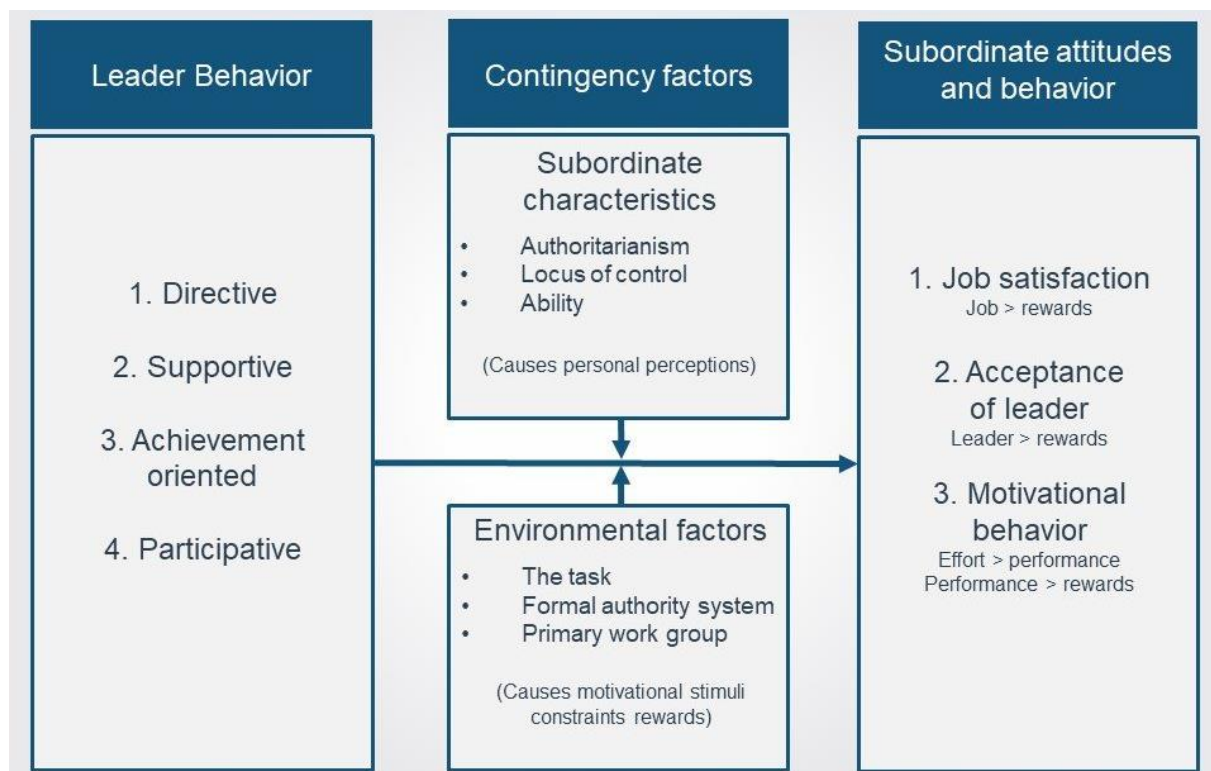 Leader Behavior
1. Directive
2. Supportive
3. Achievement
oriented
4. Participative
Contingency factors
Subordinate
characteristics
• Authoritarianism
• Locus of control
• Ability
(Causes personal perceptions)
Environmental factors
• The task
• Formal authority system
• Primary work group
(Causes motivational stimuli
constraints rewards)
Subordinate attitudes
and behavior
1. Job satisfaction
Job > rewards
2. Acceptance
of leader
Leader > rewards
3. Motivational
behavior
Effort > performance
Performance > rewards